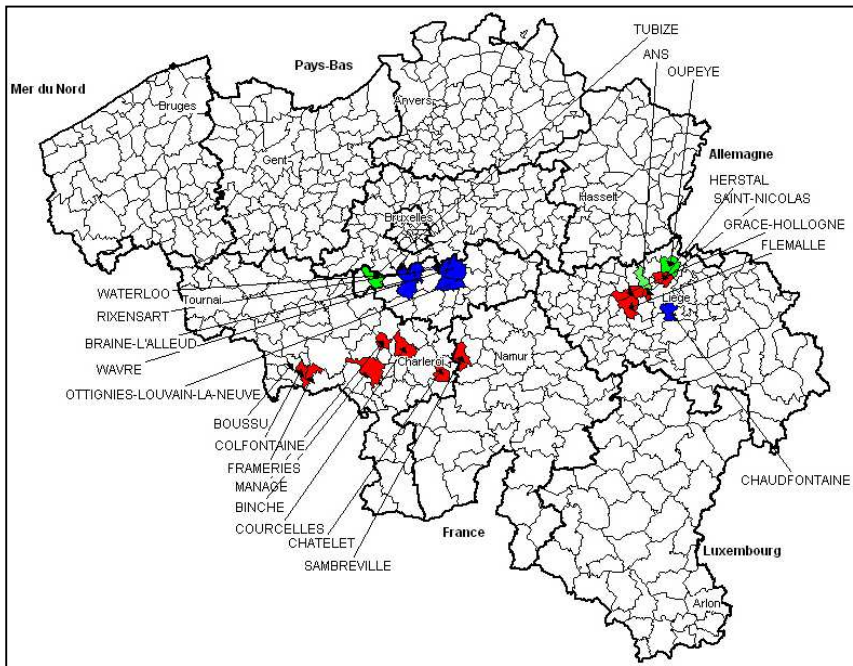 TUBIZE
ANS
OUPEYE
Pays-Bas
Mer du Nord
Bruges
Anvers
Gent
Allemagne
HERSTAL
SAINT-NICOLAS
Hasselt
GRACE-HOLLOGNE
Bruxelles
FLEMALLE
WATERLOO
Tournai
Liège
RIXENSART
BRAINE-L'ALLEUD
WAVRE
Charleroi
Namur
OTTIGNIES-LOUVAIN-LA-NEUVE
BOUSSU
COLFONTAINE
FRAMERIES
CHAUDFONTAINE
MANAGE
BINCHE
COURCELLES
CHATELET
France
SAMBREVILLE
Luxembourg
Arlon